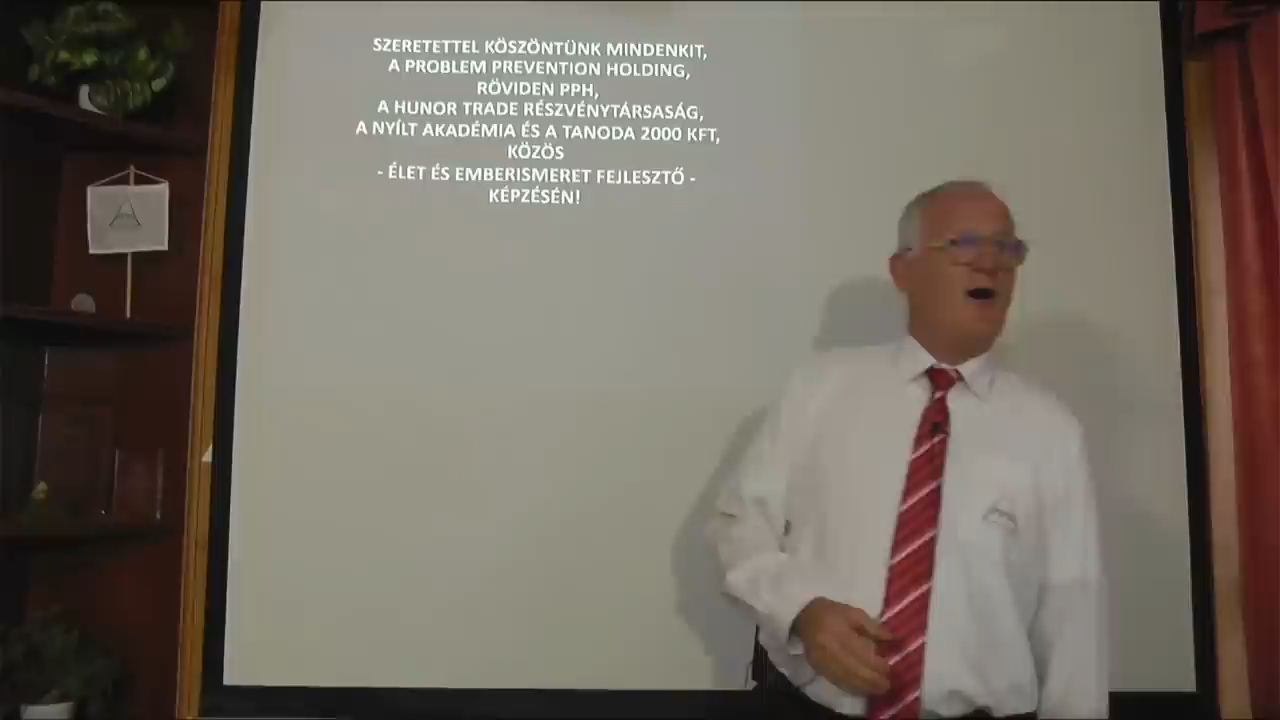 SZERETETTEL KÖSZÖNTÜNK MINDENKIT,
A PROBLEM PREVENTION HOLDING,
RÖVIDEN PPH,
A HUNOR TRADE RÉSZVÉNYTÁRSASÁG,
A NYÍLT AKADÉMIA ÉS A TANODA 2000 KFT,
KÖZÖS
- ÉLET ÉS EMBERISMERET FEJLESZTŐ -
KÉPZÉSÉN!